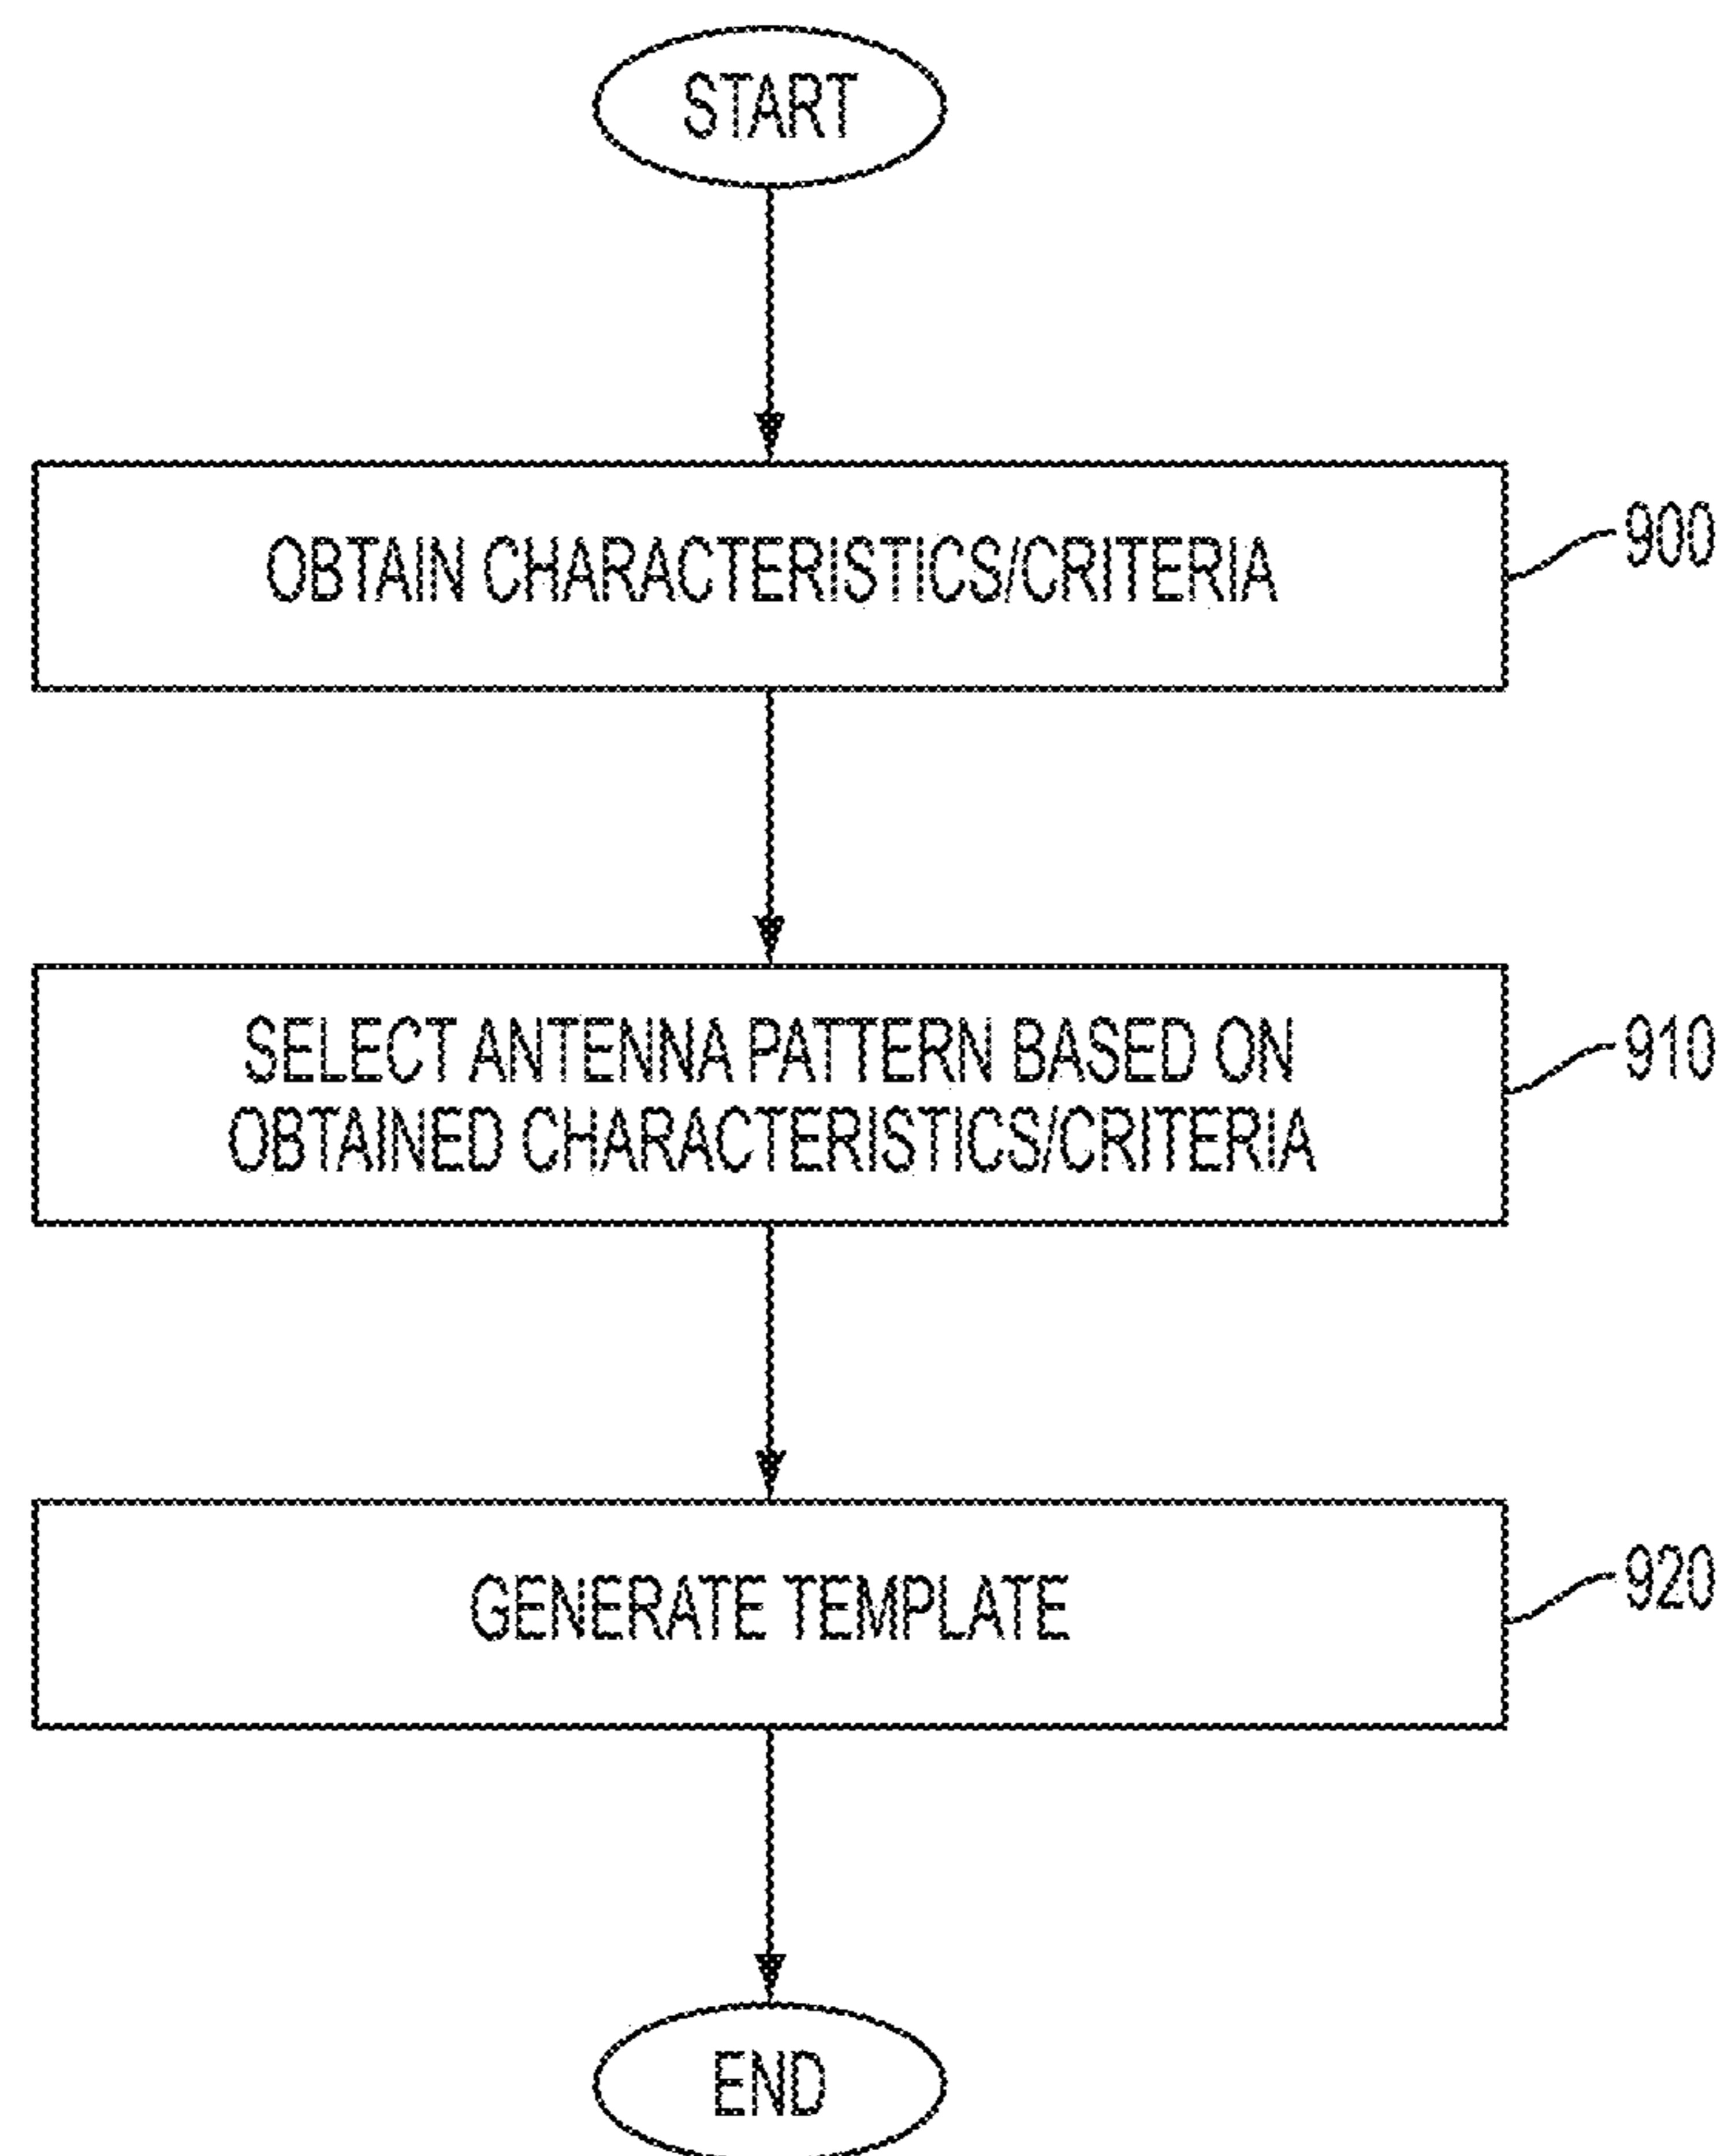 START
OBTAIN CHARACTERISTICS/CRITERIA
900
SELECT ANTENNA PATTERN BASED ON
OBTAINED CHARACTERISTICS/CRITERIA
910
GENERATE TEMPLATE
920
END